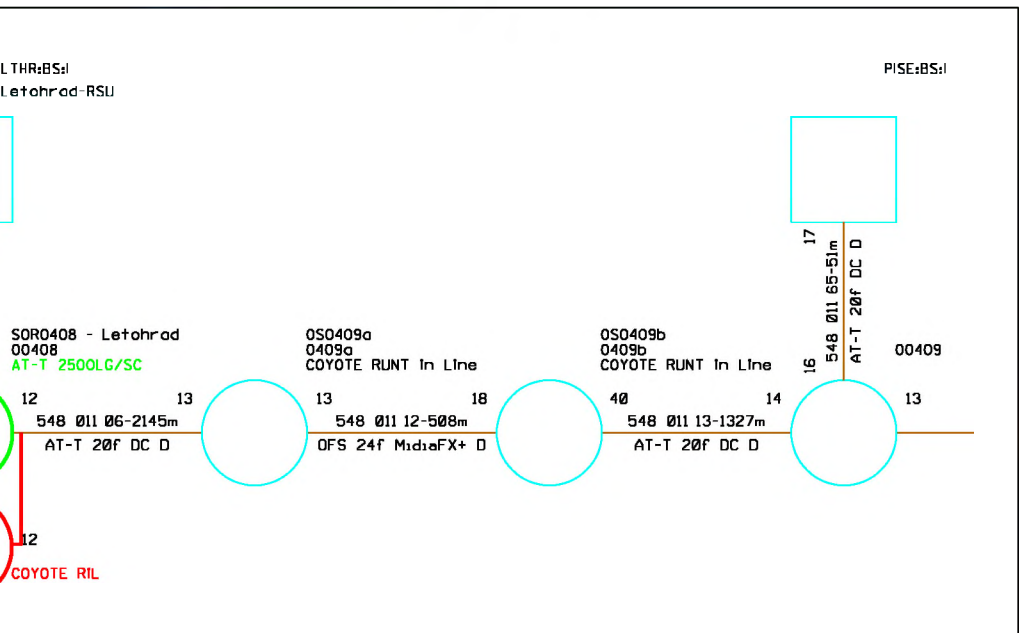 LTHR:BS:I
Letohrad-RSU
PISE:BS:I
17
548 011 65-51m
AT-T 20f DC D
16
SOR0408 - Letohrad
00408
AT-T 2500LG/SC
OS0409a
0409a
COYOTE RUNT in Line
OS0409b
0409b
COYOTE RUNT in Line
00409
12
13
13
18
40
14
13
548 011 06-2145m
AT-T 20f DC D
548 011 12-508m
OFS 24f MidiaFX+ D
548 011 13-1327m
AT-T 20f DC D
12
COYOTE RIL